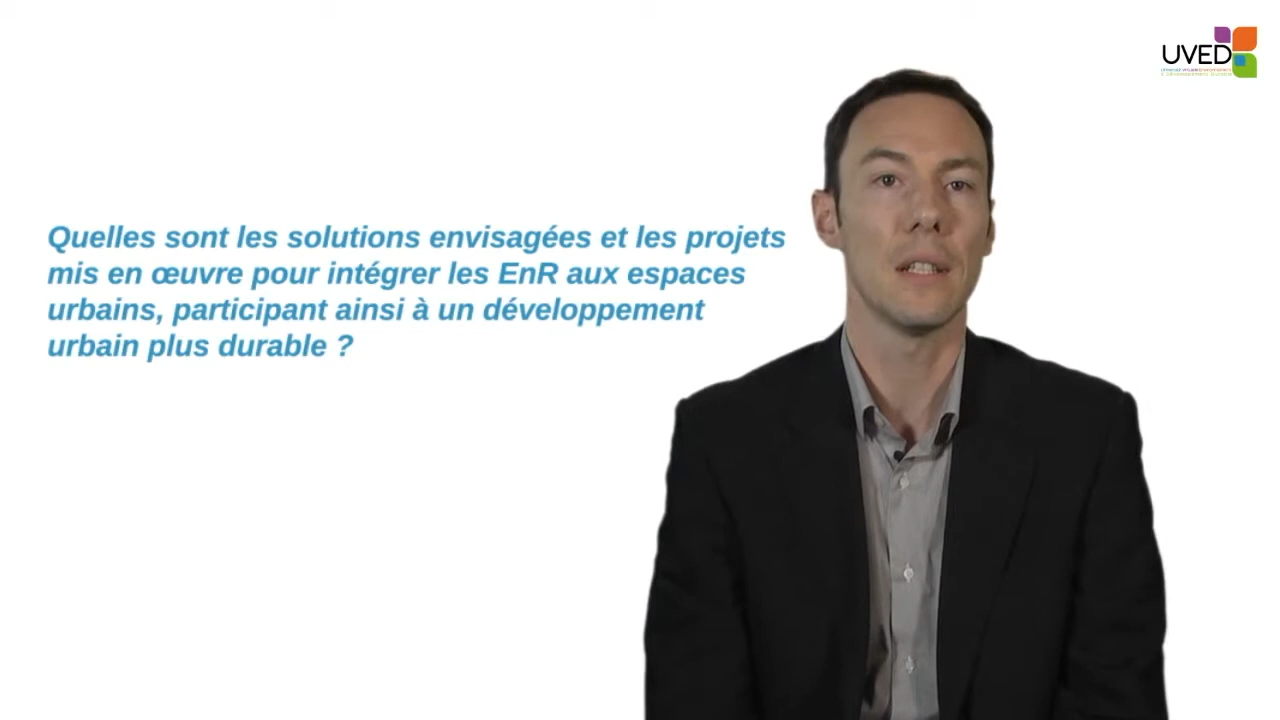 UVED
Quelles sont les solutions envisagées et les projets
mis en œuvre pour intégrer les EnR aux espaces
urbains, participant ainsi à un développement
urbain plus durable ?